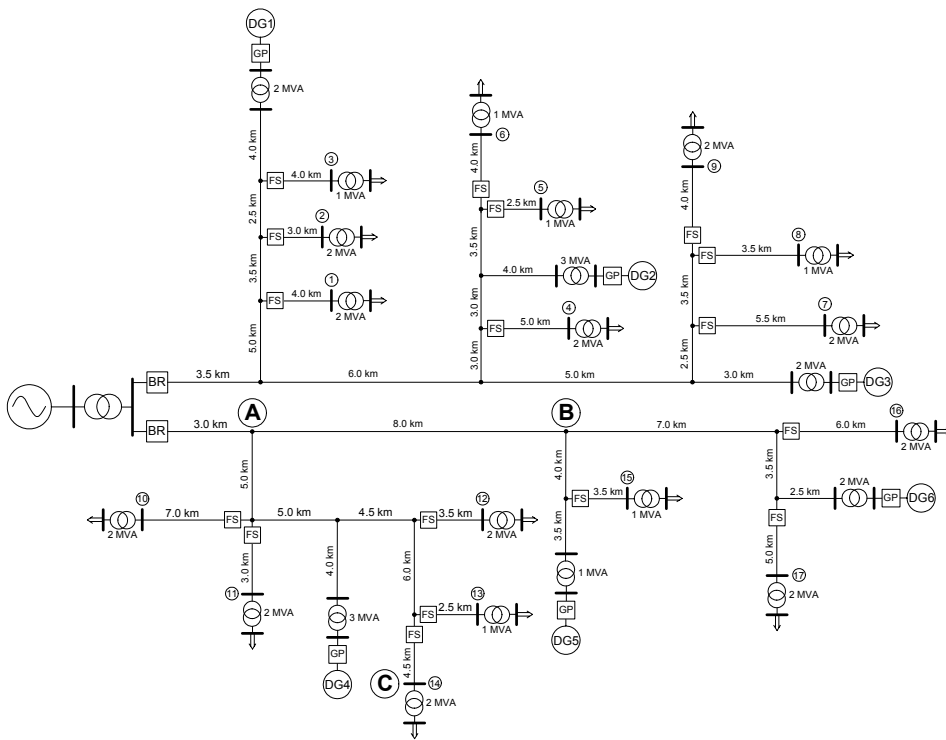 DG1
GP
2 MVA
4.0 km
3
FS
4.0 km
1 MVA
2.5 km
2
FS
3.0 km
2 MVA
3.5 km
1
FS
4.0 km
2 MVA
5.0 km
1 MVA
6
4.0 km
FS
5
FS
2.5 km
1 MVA
3.5 km
3 MVA
4.0 km
GP
DG2
3.0 km
4
FS
5.0 km
2 MVA
3.0 km
2 MVA
9
4.0 km
FS
8
FS
3.5 km
1 MVA
3.5 km
7
FS
5.5 km
2 MVA
2.5 km
BR
3.5 km
6.0 km
5.0 km
3.0 km
2 MVA
GP
DG3
A
B
BR
3.0 km
8.0 km
7.0 km
FS
6.0 km
16
2 MVA
5.0 km
10
2 MVA
7.0 km
FS
5.0 km
4.5 km
FS
3.5 km
12
2 MVA
FS
3.0 km
11
2 MVA
4.0 km
3 MVA
GP
DG4
6.0 km
FS
2.5 km
13
1 MVA
FS
4.5 km
C
14
2 MVA
4.0 km
FS
3.5 km
15
1 MVA
3.5 km
1 MVA
GP
DG5
3.5 km
2.5 km
2 MVA
GP
DG6
FS
5.0 km
17
2 MVA